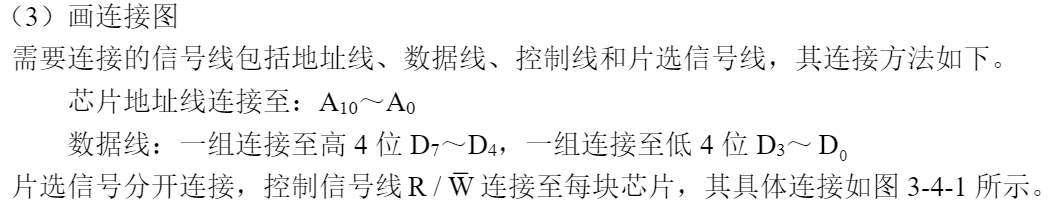 （3）画连接图
需要连接的信号线包括地址线、数据线、控制线和片选信号线，其连接方法如下。
芯片地址线连接至：A₁₀～A₀
数据线：一组连接至高 4 位 D₇～D₄，一组连接至低 4 位 D₃～ D₀
片选信号分开连接，控制信号线 R / W̅ 连接至每块芯片，其具体连接如图 3-4-1 所示。